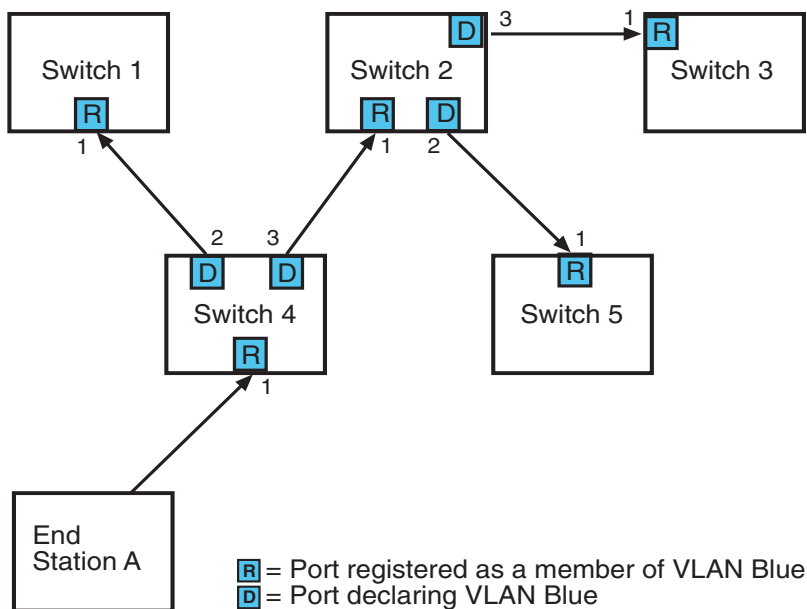 D
3
1
R
Switch 1
Switch 2
Switch 3
R
R
D
1
1
2
2
3
1
D
D
R
Switch 4
Switch 5
R
1
End
Station A
R = Port registered as a member of VLAN Blue
D = Port declaring VLAN Blue